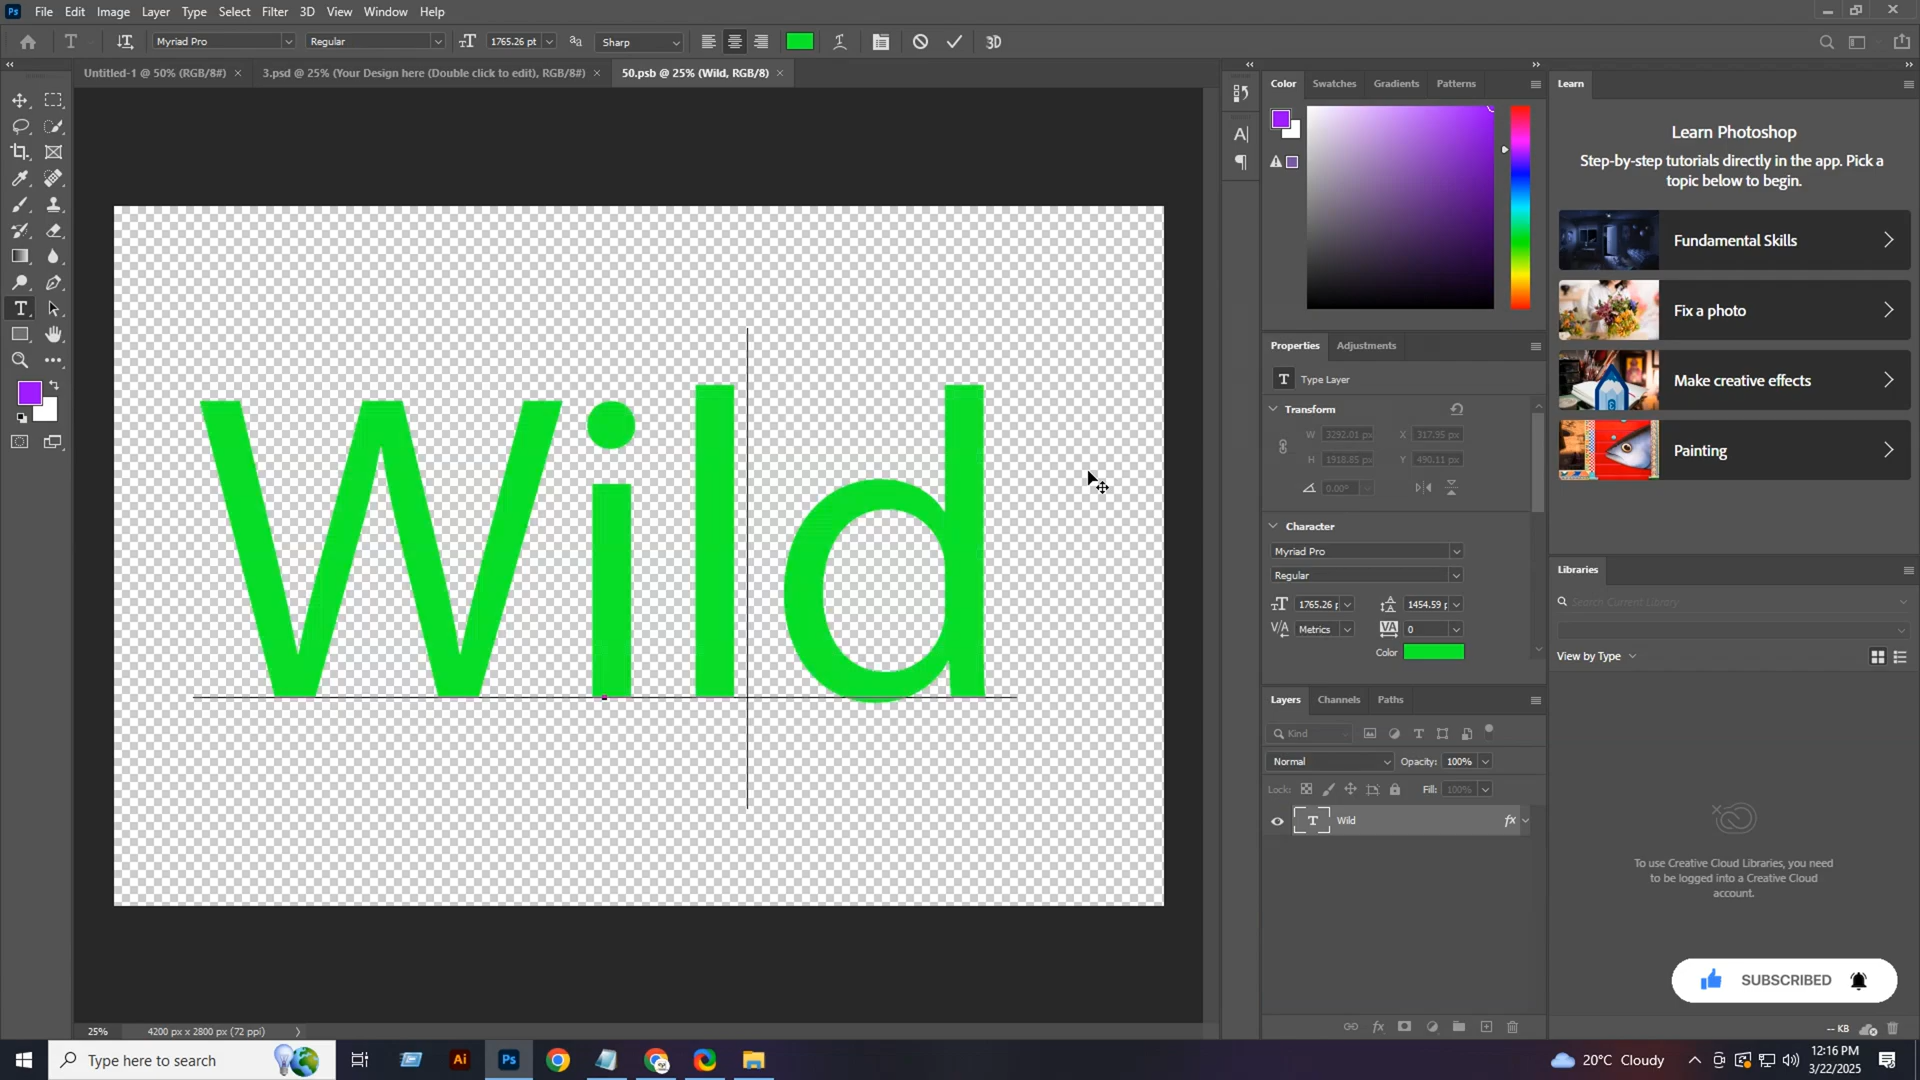 Ps File Edit Image Layer Type Select Filter 3D View Window Help
T Myriad Pro Regular 1765.26 pt Sharp 3D
Untitled-1 @ 50% (RGB/8#) × 3.psd @ 25% (Your Design here (Double click to edit), RGB/8#) × 50.psb @ 25% (Wild, RGB/8) ×
Color Swatches Gradients Patterns
Learn
Learn Photoshop
Step-by-step tutorials directly in the app. Pick a
topic below to begin.
Fundamental Skills
Fix a photo
Make creative effects
Painting
Wild
Properties Adjustments
T Type Layer
Transform
W 3292.01 px X 317.95 px
H 1918.85 px Y 490.11 px
0.00°
Character
Myriad Pro
Regular
1765.26 1454.59
Metrics 0
Color
Layers Channels Paths
Kind
Normal Opacity: 100%
Lock: Fill: 100%
T Wild fx
Libraries
Search Current Library
View by Type
To use Creative Cloud Libraries, you need
to be logged into a Creative Cloud
account.
SUBSCRIBED
-- KB
25% 4200 px x 2800 px (72 ppi)
Type here to search
Ai Ps
20°C Cloudy
12:16 PM
3/22/2025